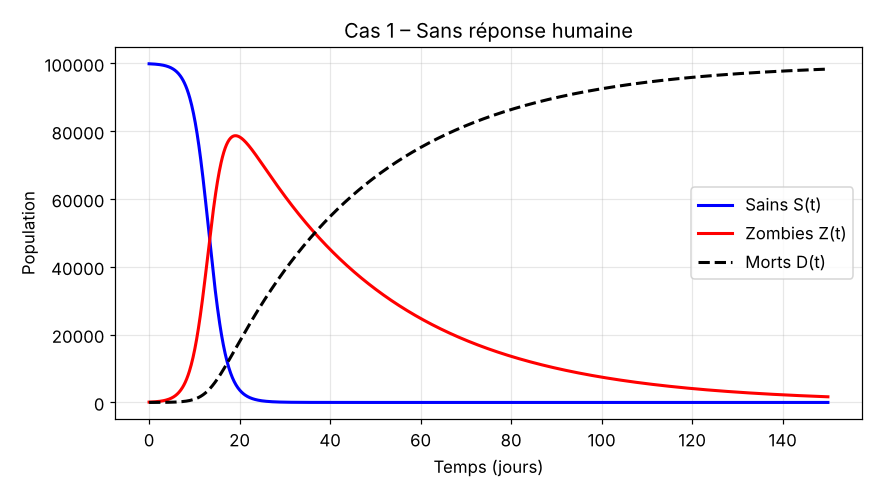 Cas 1 – Sans réponse humaine
Population
100000
80000
60000
40000
20000
0
Sains S(t)
Zombies Z(t)
Morts D(t)
0 20 40 60 80 100 120 140
Temps (jours)